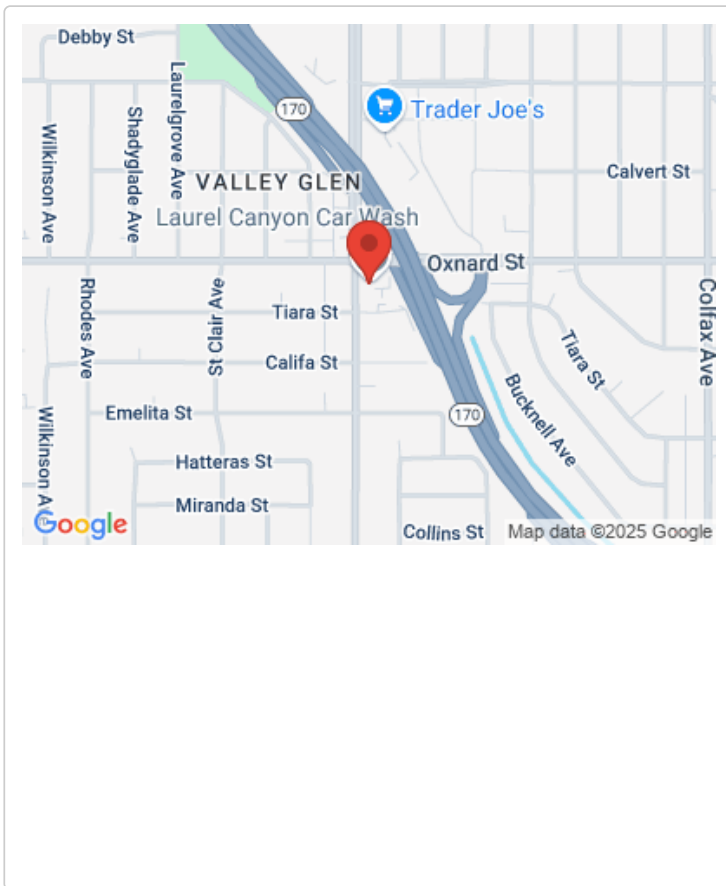 Debby St
Laurelgrove Ave
170
Trader Joe's
Wilkinson Ave
Shadyglade Ave
Calvert St
VALLEY GLEN
Laurel Canyon Car Wash
Oxnard St
Rhodes Ave
St Clair Ave
Tiara St
Colfax Ave
Tiara St
Califa St
Bucknell Ave
Emelita St
170
Wilkinson Av
Hatteras St
Miranda St
Google
Collins St
Map data ©2025 Google